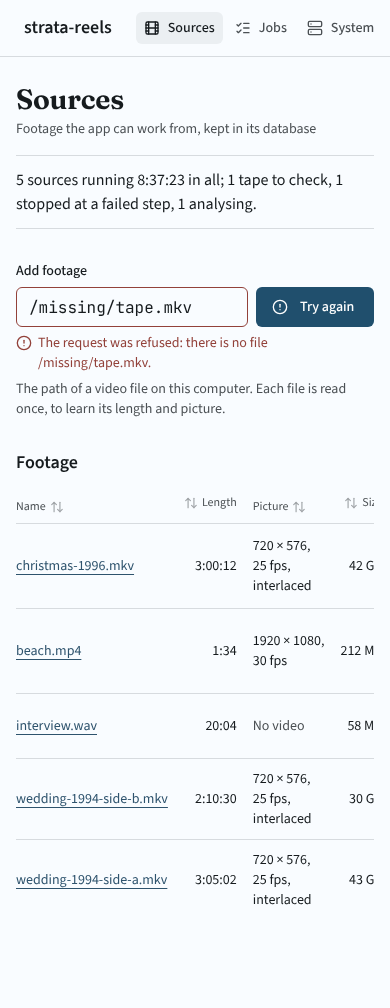 strata-reels Sources Jobs System
Sources
Footage the app can work from, kept in its database
5 sources running 8:37:23 in all; 1 tape to check, 1
stopped at a failed step, 1 analysing.
Add footage
/missing/tape.mkv Try again
The request was refused: there is no file
/missing/tape.mkv.
The path of a video file on this computer. Each file is read
once, to learn its length and picture.
Footage
Name Length Picture Siz
720 × 576,
christmas-1996.mkv 3:00:12 25 fps, 42 G
interlaced
1920 × 1080,
beach.mp4 1:34 30 fps 212 M
interview.wav 20:04 No video 58 M
720 × 576,
wedding-1994-side-b.mkv 2:10:30 25 fps, 30 G
interlaced
720 × 576,
wedding-1994-side-a.mkv 3:05:02 25 fps, 43 G
interlaced